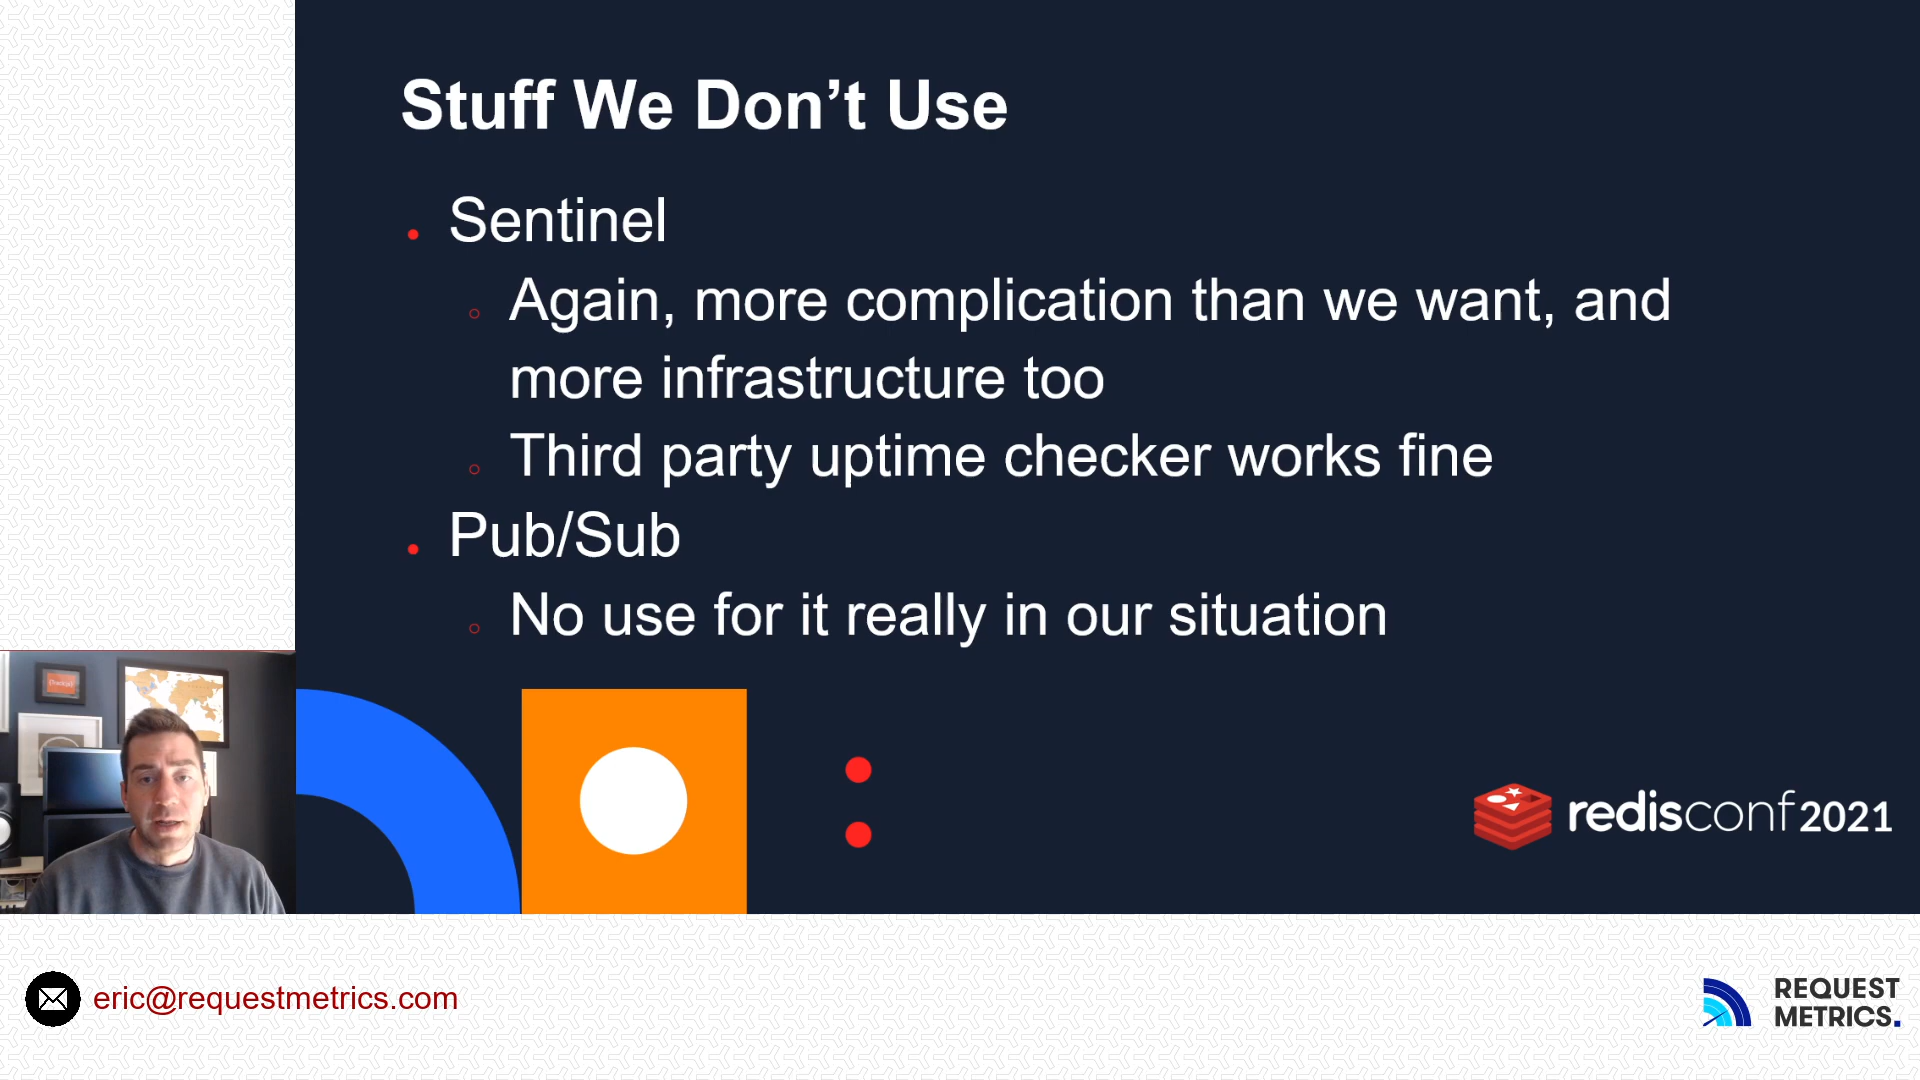 Stuff We Don’t Use
Sentinel
Again, more complication than we want, and
more infrastructure too
Third party uptime checker works fine
Pub/Sub
No use for it really in our situation
redisconf2021
eric@requestmetrics.com
REQUEST
METRICS.